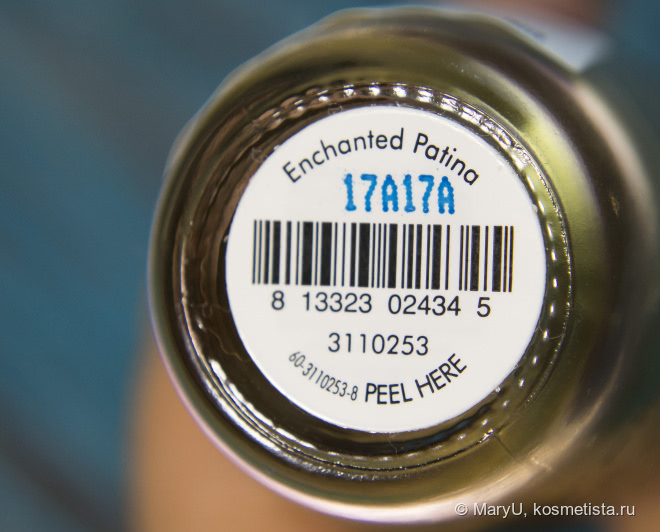 Enchanted Patina
17A17A
8 13323 02434 5
3110253
60-3110253-8 PEEL HERE
© MaryU, kosmetista.ru